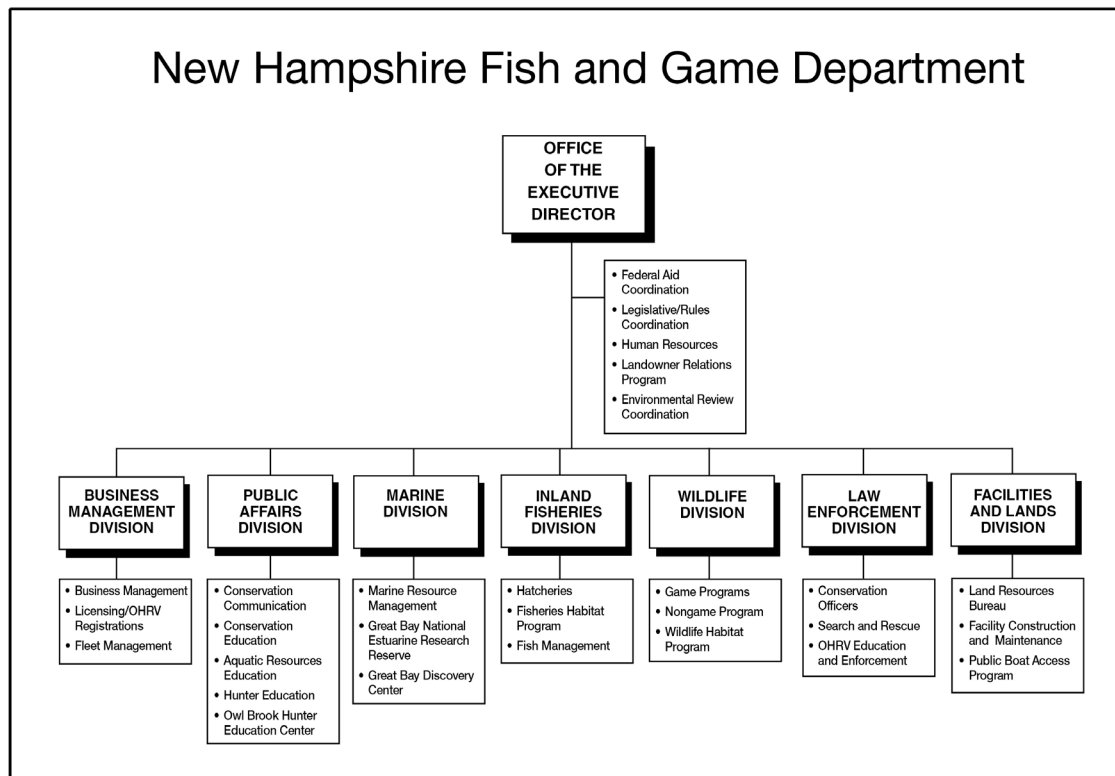 New Hampshire Fish and Game Department
OFFICE
OF THE
EXECUTIVE
DIRECTOR
• Federal Aid
Coordination
• Legislative/Rules
Coordination
• Human Resources
• Landowner Relations
Program
• Environmental Review
Coordination
BUSINESS
MANAGEMENT
DIVISION
• Business Management
• Licensing/OHRV
Registrations
• Fleet Management
PUBLIC
AFFAIRS
DIVISION
• Conservation
Communication
• Conservation
Education
• Aquatic Resources
Education
• Hunter Education
• Owl Brook Hunter
Education Center
MARINE
DIVISION
• Marine Resource
Management
• Great Bay National
Estuarine Research
Reserve
• Great Bay Discovery
Center
INLAND
FISHERIES
DIVISION
• Hatcheries
• Fisheries Habitat
Program
• Fish Management
WILDLIFE
DIVISION
• Game Programs
• Nongame Program
• Wildlife Habitat
Program
LAW
ENFORCEMENT
DIVISION
• Conservation
Officers
• Search and Rescue
• OHRV Education
and Enforcement
FACILITIES
AND LANDS
DIVISION
• Land Resources
Bureau
• Facility Construction
and Maintenance
• Public Boat Access
Program